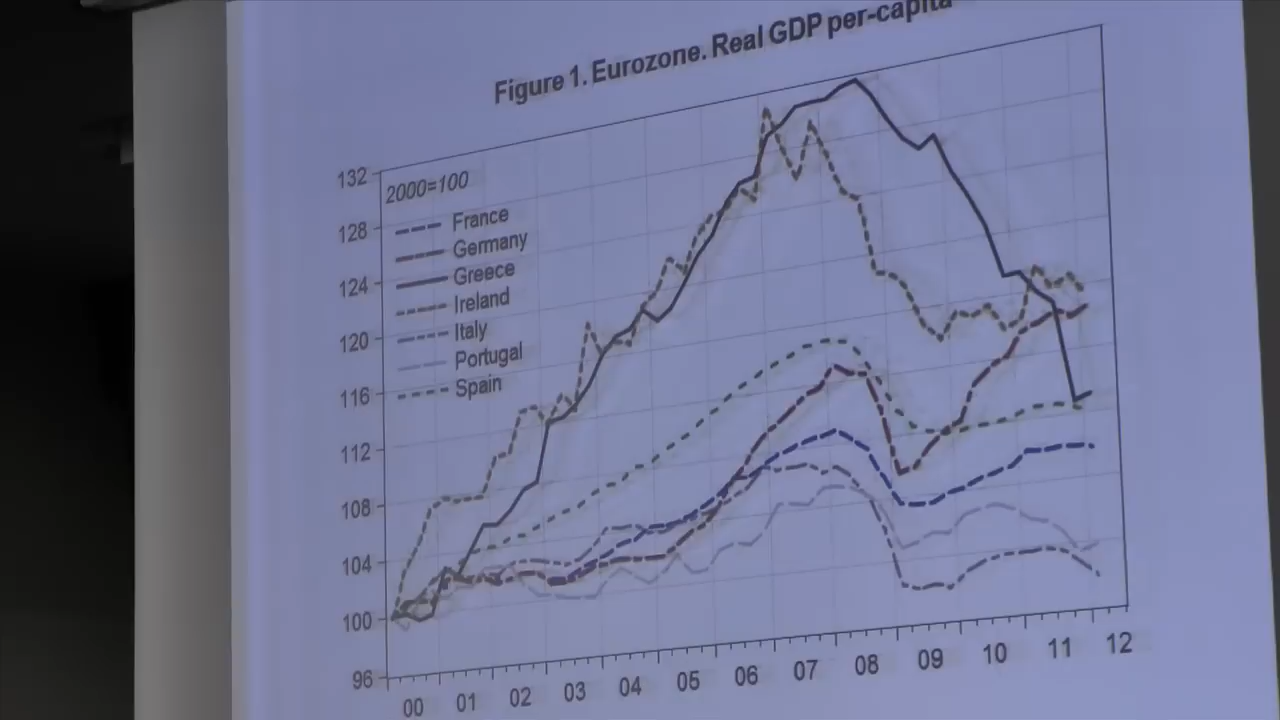 Figure 1. Eurozone. Real GDP per-capita
132
128
124
120
116
112
108
104
100
96
2000=100
France
Germany
Greece
Ireland
Italy
Portugal
Spain
00 01 02 03 04 05 06 07 08 09 10 11 12